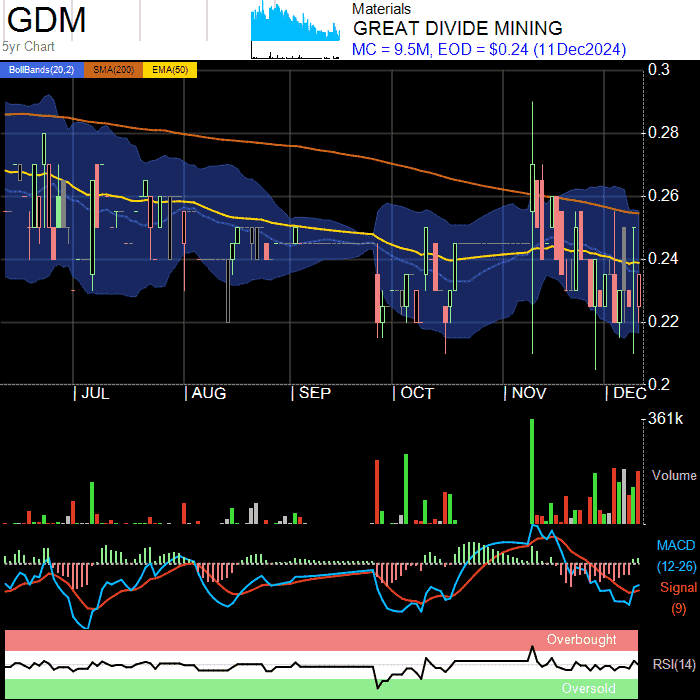 GDM
5yr Chart
Materials
GREAT DIVIDE MINING
MC = 9.5M, EOD = $0.24 (11Dec2024)
BollBands(20,2) SMA(200) EMA(50)
0.3
0.28
0.26
0.24
0.22
0.2
| JUL | AUG | SEP | OCT | NOV | DEC
361k
Volume
MACD
(12-26)
Signal
(9)
Overbought
RSI(14)
Oversold